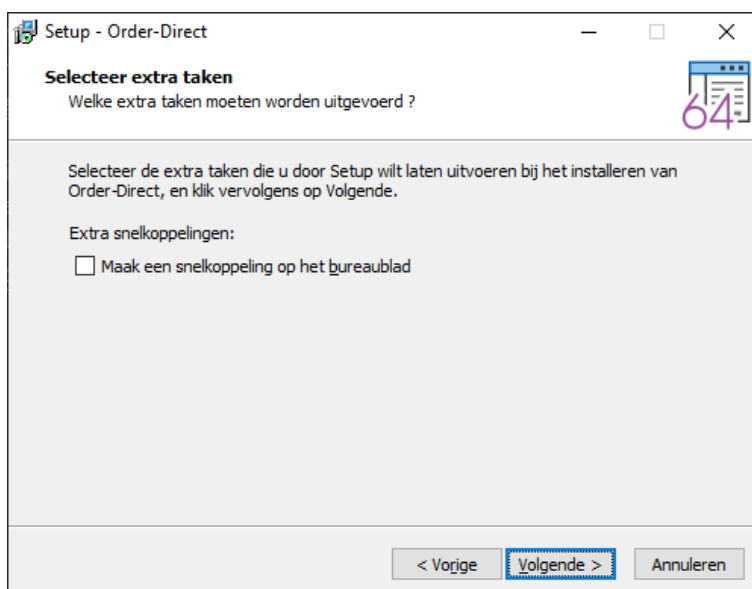 Setup - Order-Direct
Selecteer extra taken
Welke extra taken moeten worden uitgevoerd ?
64
Selecteer de extra taken die u door Setup wilt laten uitvoeren bij het installeren van
Order-Direct, en klik vervolgens op Volgende.
Extra snelkoppelingen:
Maak een snelkoppeling op het bureaublad
< Vorige
Volgende >
Annuleren